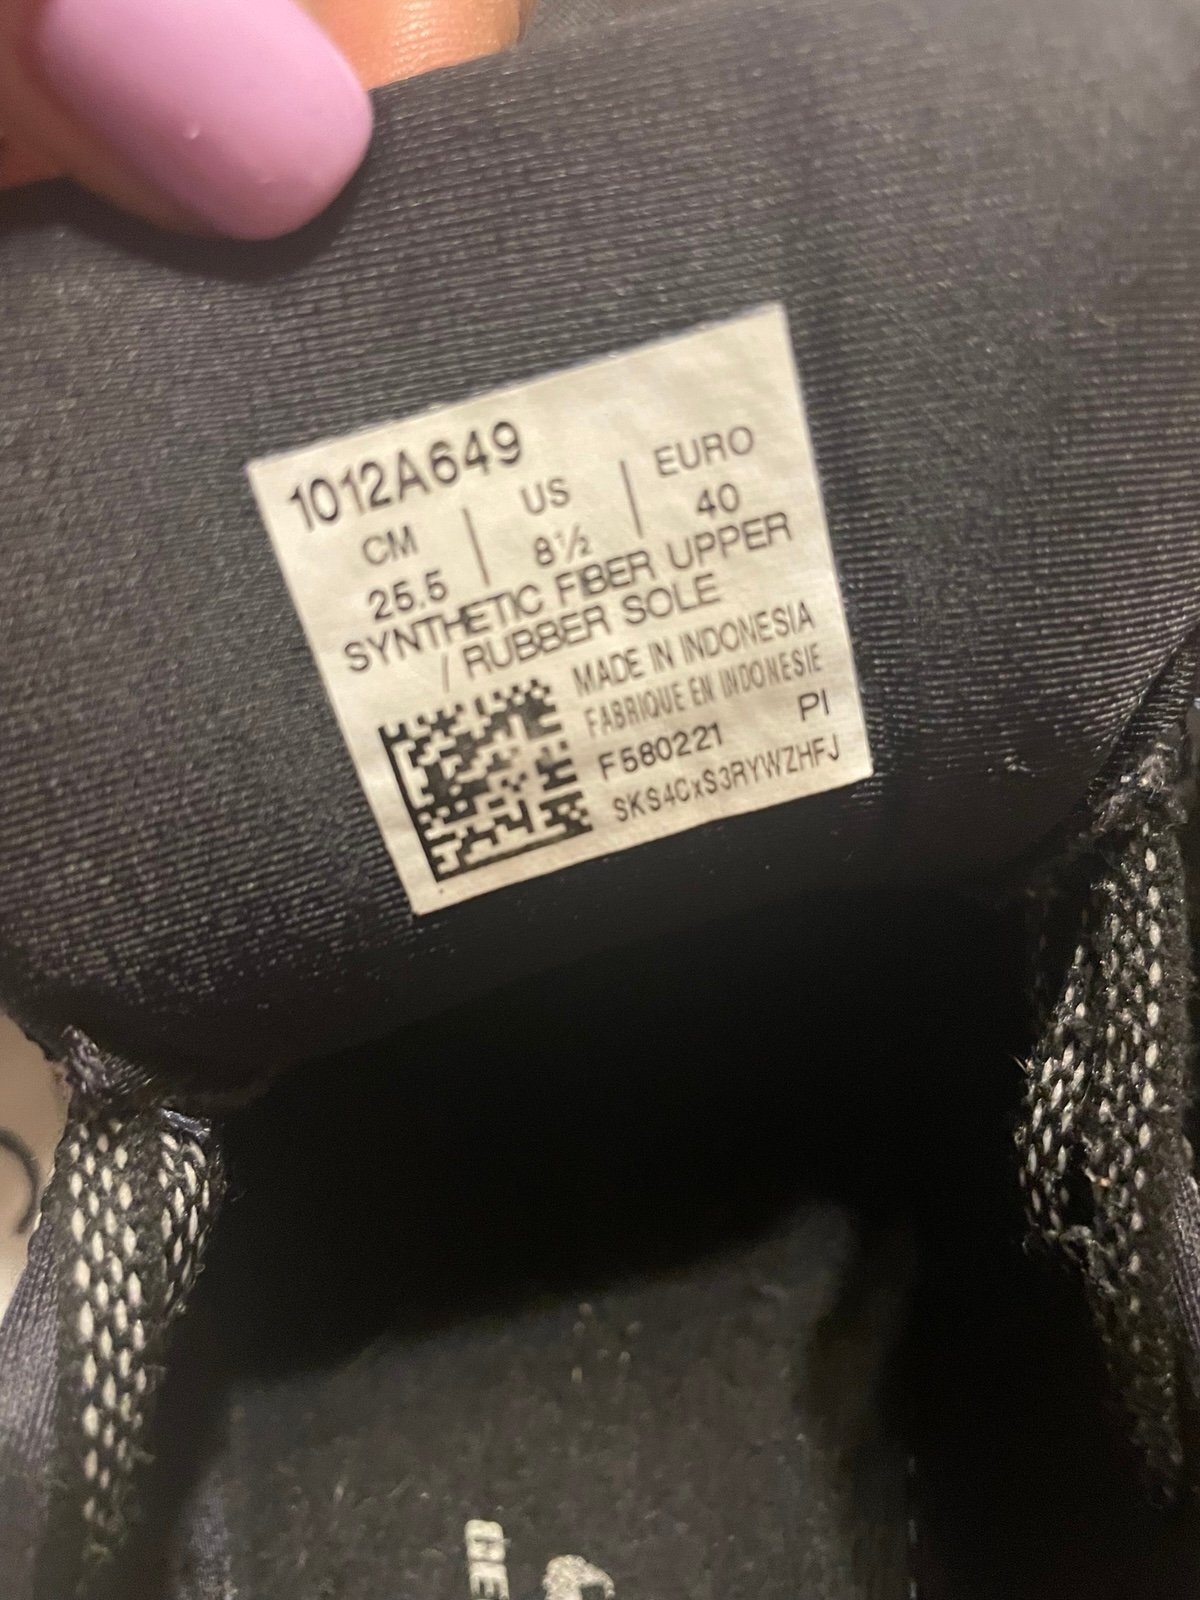 1012A649
CM | US | EURO
25.5 | 8½ | 40
SYNTHETIC FIBER UPPER
/ RUBBER SOLE
MADE IN INDONESIA
FABRIQUE EN INDONESIE
F580221 PI
SKS4CxS3RYWZHFJ